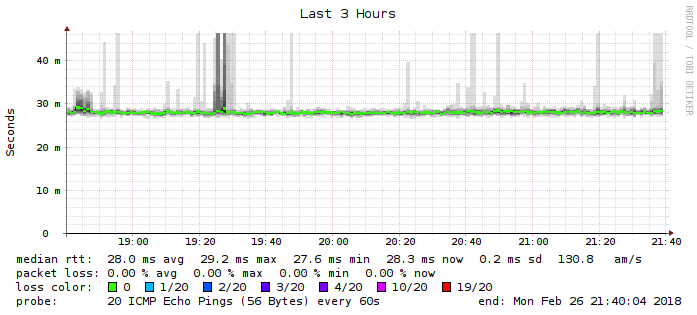 Last 3 Hours
RRDTOOL / TOBI OETIKER
Seconds
40 m
30 m
20 m
10 m
0
19:00 19:20 19:40 20:00 20:20 20:40 21:00 21:20 21:40
median rtt: 28.0 ms avg 29.2 ms max 27.6 ms min 28.3 ms now 0.2 ms sd 130.8 am/s
packet loss: 0.00 % avg 0.00 % max 0.00 % min 0.00 % now
loss color: 0 1/20 2/20 3/20 4/20 10/20 19/20
probe: 20 ICMP Echo Pings (56 Bytes) every 60s end: Mon Feb 26 21:40:04 2018